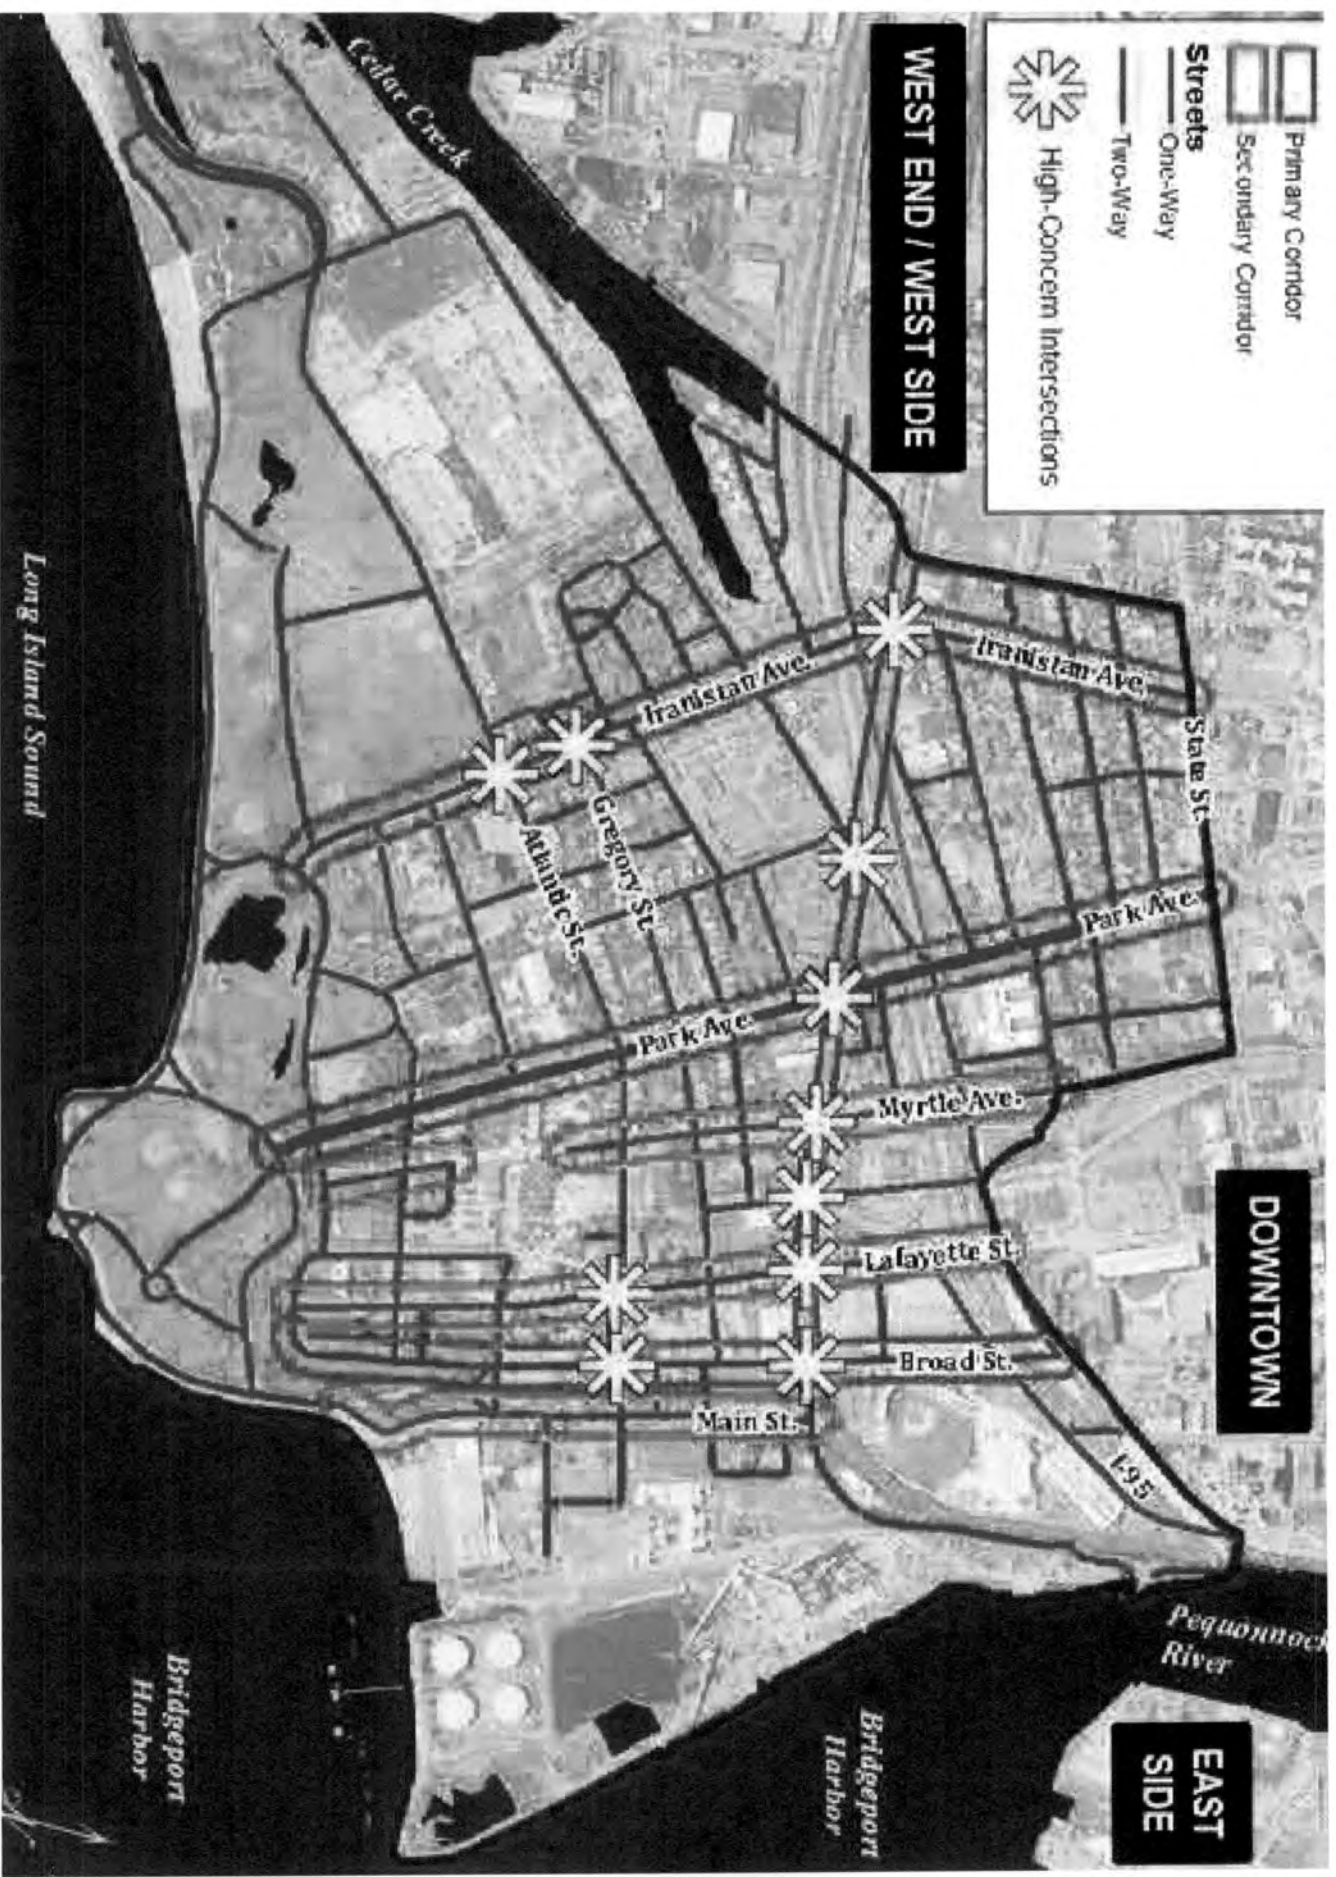 Primary Corridor
Secondary Corridor
Streets
One-Way
Two-Way
High-Concern Intersections
WEST END / WEST SIDE
DOWNTOWN
EAST
SIDE
Cedar Creek
Iranistan Ave.
State St.
Iranistan Ave.
Park Ave.
Gregory St.
Atlantic St.
Park Ave.
Myrtle Ave.
Lafayette St.
Broad St.
Main St.
I-95
Pequonnock
River
Bridgeport
Harbor
Bridgeport
Harbor
Long Island Sound